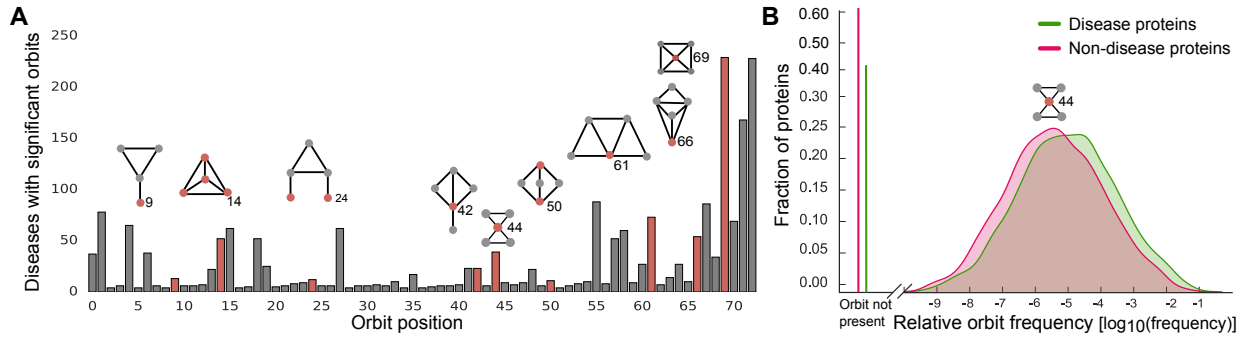 A
Diseases with significant orbits
250
200
150
100
50
0
9
14
24
42
44
50
61
66
69
0 5 10 15 20 25 30 35 40 45 50 55 60 65 70
Orbit position
B
Fraction of proteins
0.60
0.50
0.40
0.30
0.25
0.20
0.15
0.10
0.05
0.00
Disease proteins
Non-disease proteins
44
Orbit not
present
-9 -8 -7 -6 -5 -4 -3 -2 -1
Relative orbit frequency [log10(frequency)]